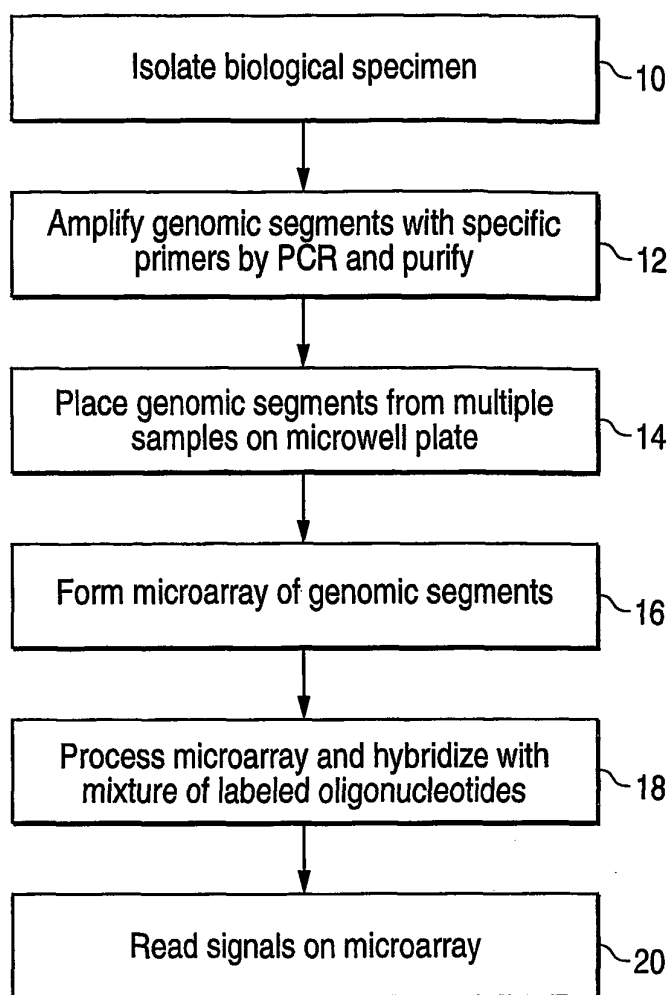 Isolate biological specimen
10
Amplify genomic segments with specific
primers by PCR and purify
12
Place genomic segments from multiple
samples on microwell plate
14
Form microarray of genomic segments
16
Process microarray and hybridize with
mixture of labeled oligonucleotides
18
Read signals on microarray
20